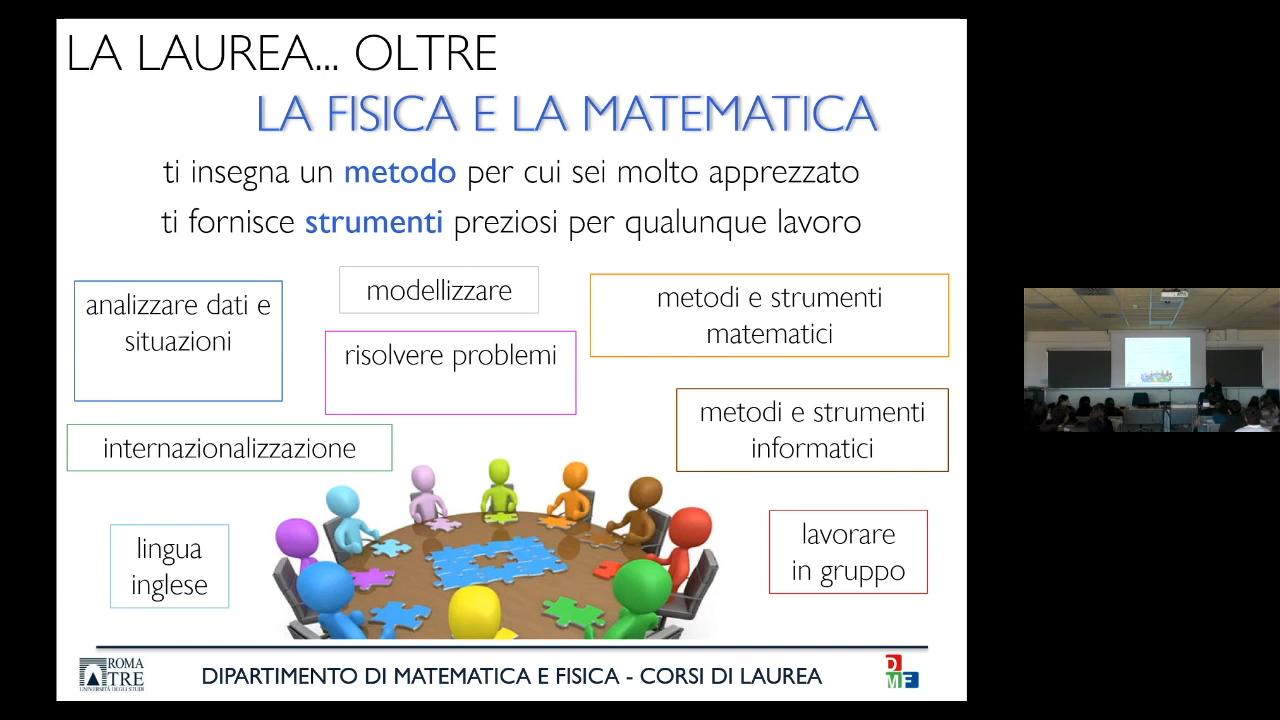 LA LAUREA... OLTRE
LA FISICA E LA MATEMATICA
ti insegna un metodo per cui sei molto apprezzato
ti fornisce strumenti preziosi per qualunque lavoro
analizzare dati e
situazioni
modellizzare
risolvere problemi
metodi e strumenti
matematici
metodi e strumenti
informatici
internazionalizzazione
lingua
inglese
lavorare
in gruppo
ROMA
TRE
UNIVERSITÀ DEGLI STUDI
DIPARTIMENTO DI MATEMATICA E FISICA - CORSI DI LAUREA
D
MF